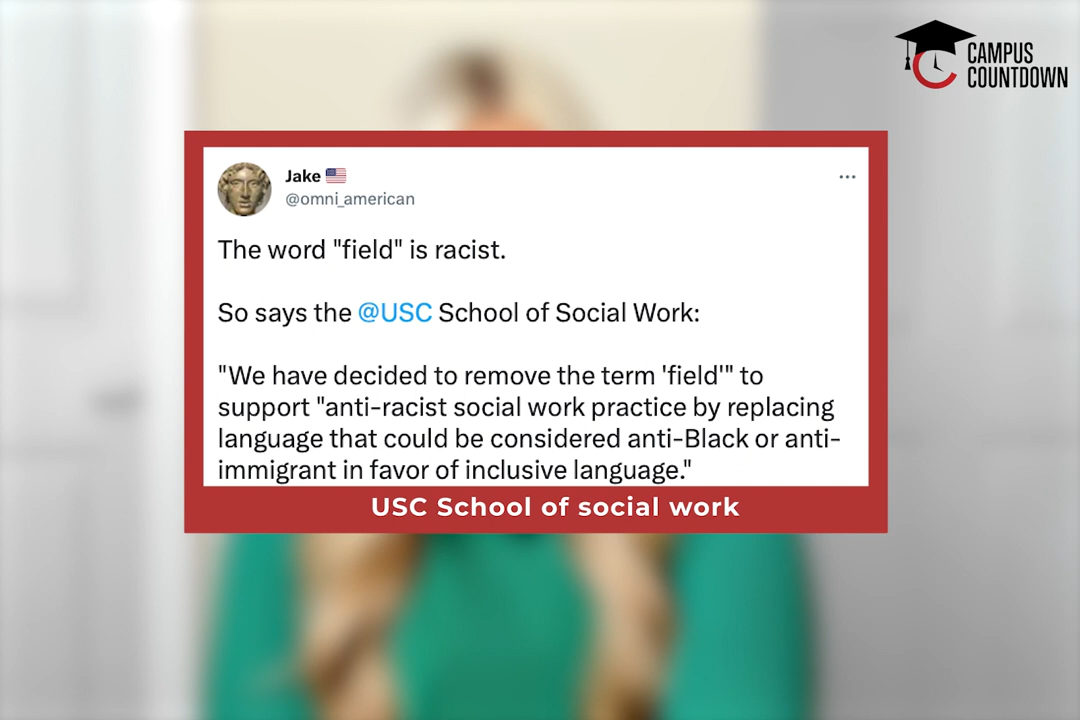 CAMPUS
COUNTDOWN
Jake 🇺🇸
@omni_american
The word "field" is racist.
So says the @USC School of Social Work:
"We have decided to remove the term 'field'" to
support "anti-racist social work practice by replacing
language that could be considered anti-Black or anti-
immigrant in favor of inclusive language."
USC School of social work